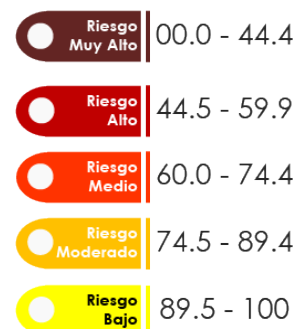 Riesgo
Muy Alto
00.0 - 44.4
Riesgo
Alto
44.5 - 59.9
Riesgo
Medio
60.0 - 74.4
Riesgo
Moderado
74.5 - 89.4
Riesgo
Bajo
89.5 - 100